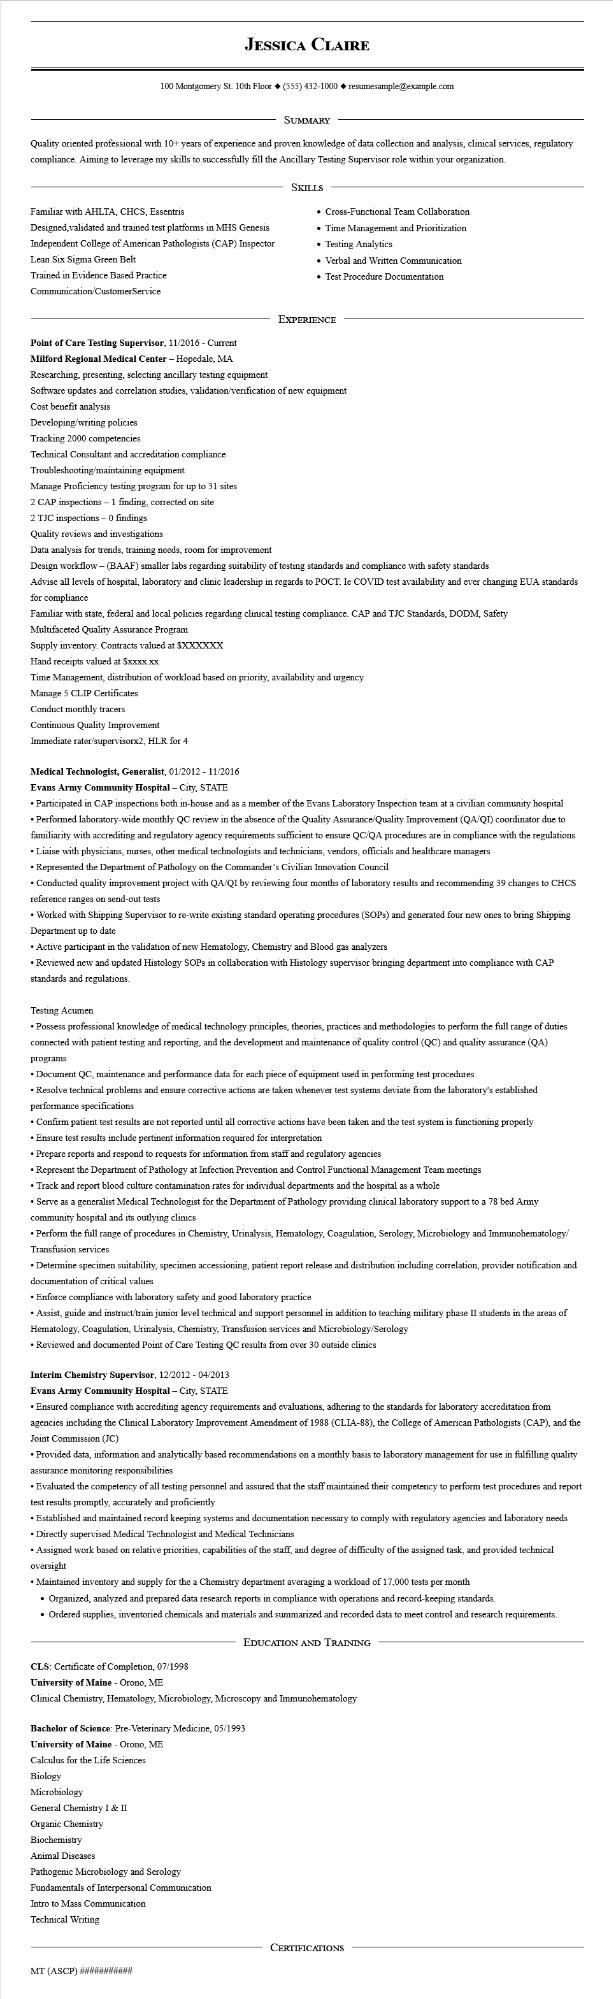 Jessica Claire
100 Montgomery St. 10th Floor ◆ (555) 432-1000 ◆ resumesample@example.com
Summary
Quality oriented professional with 10+ years of experience and proven knowledge of data collection and analysis, clinical services, regulatory
compliance. Aiming to leverage my skills to successfully fill the Ancillary Testing Supervisor role within your organization.
Skills
Familiar with AHLTA, CHCS, Essentris
Designed,validated and trained test platforms in MHS Genesis
Independent College of American Pathologists (CAP) Inspector
Lean Six Sigma Green Belt
Trained in Evidence Based Practice
Communication/CustomerService
• Cross-Functional Team Collaboration
• Time Management and Prioritization
• Testing Analytics
• Verbal and Written Communication
• Test Procedure Documentation
Experience
Point of Care Testing Supervisor, 11/2016 - Current
Milford Regional Medical Center – Hopedale, MA
Researching, presenting, selecting ancillary testing equipment
Software updates and correlation studies, validation/verification of new equipment
Cost benefit analysis
Developing/writing policies
Tracking 2000 competencies
Technical Consultant and accreditation compliance
Troubleshooting/maintaining equipment
Manage Proficiency testing program for up to 31 sites
2 CAP inspections – 1 finding, corrected on site
2 TJC inspections – 0 findings
Quality reviews and investigations
Data analysis for trends, training needs, room for improvement
Design workflow – (BAAF) smaller labs regarding suitability of testing standards and compliance with safety standards
Advise all levels of hospital, laboratory and clinic leadership in regards to POCT. Ie COVID test availability and ever changing EUA standards
for compliance
Familiar with state, federal and local policies regarding clinical testing compliance. CAP and TJC Standards, DODM, Safety
Multifaceted Quality Assurance Program
Supply inventory. Contracts valued at $XXXXXX
Hand receipts valued at $xxxx.xx
Time Management, distribution of workload based on priority, availability and urgency
Manage 5 CLIP Certificates
Conduct monthly tracers
Continuous Quality Improvement
Immediate rater/supervisorx2, HLR for 4
Medical Technologist, Generalist, 01/2012 - 11/2016
Evans Army Community Hospital – City, STATE
• Participated in CAP inspections both in-house and as a member of the Evans Laboratory Inspection team at a civilian community hospital
• Performed laboratory-wide monthly QC review in the absence of the Quality Assurance/Quality Improvement (QA/QI) coordinator due to
familiarity with accrediting and regulatory agency requirements sufficient to ensure QC/QA procedures are in compliance with the regulations
• Liaise with physicians, nurses, other medical technologists and technicians, vendors, officials and healthcare managers
• Represented the Department of Pathology on the Commander's Civilian Innovation Council
• Conducted quality improvement project with QA/QI by reviewing four months of laboratory results and recommending 39 changes to CHCS
reference ranges on send-out tests
• Worked with Shipping Supervisor to re-write existing standard operating procedures (SOPs) and generated four new ones to bring Shipping
Department up to date
• Active participant in the validation of new Hematology, Chemistry and Blood gas analyzers
• Reviewed new and updated Histology SOPs in collaboration with Histology supervisor bringing department into compliance with CAP
standards and regulations.
Testing Acumen
• Possess professional knowledge of medical technology principles, theories, practices and methodologies to perform the full range of duties
connected with patient testing and reporting, and the development and maintenance of quality control (QC) and quality assurance (QA)
programs
• Document QC, maintenance and performance data for each piece of equipment used in performing test procedures
• Resolve technical problems and ensure corrective actions are taken whenever test systems deviate from the laboratory's established
performance specifications
• Confirm patient test results are not reported until all corrective actions have been taken and the test system is functioning properly
• Ensure test results include pertinent information required for interpretation
• Prepare reports and respond to requests for information from staff and regulatory agencies
• Represent the Department of Pathology at Infection Prevention and Control Functional Management Team meetings
• Track and report blood culture contamination rates for individual departments and the hospital as a whole
• Serve as a generalist Medical Technologist for the Department of Pathology providing clinical laboratory support to a 78 bed Army
community hospital and its outlying clinics
• Perform the full range of procedures in Chemistry, Urinalysis, Hematology, Coagulation, Serology, Microbiology and Immunohematology/
Transfusion services
• Determine specimen suitability, specimen accessioning, patient report release and distribution including correlation, provider notification and
documentation of critical values
• Enforce compliance with laboratory safety and good laboratory practice
• Assist, guide and instruct/train junior level technical and support personnel in addition to teaching military phase II students in the areas of
Hematology, Coagulation, Urinalysis, Chemistry, Transfusion services and Microbiology/Serology
• Reviewed and documented Point of Care Testing QC results from over 30 outside clinics
Interim Chemistry Supervisor, 12/2012 - 04/2013
Evans Army Community Hospital – City, STATE
• Ensured compliance with accrediting agency requirements and evaluations, adhering to the standards for laboratory accreditation from
agencies including the Clinical Laboratory Improvement Amendment of 1988 (CLIA-88), the College of American Pathologists (CAP), and the
Joint Commission (JC)
• Provided data, information and analytically based recommendations on a monthly basis to laboratory management for use in fulfilling quality
assurance monitoring responsibilities
• Evaluated the competency of all testing personnel and assured that the staff maintained their competency to perform test procedures and report
test results promptly, accurately and proficiently
• Established and maintained record keeping systems and documentation necessary to comply with regulatory agencies and laboratory needs
• Directly supervised Medical Technologist and Medical Technicians
• Assigned work based on relative priorities, capabilities of the staff, and degree of difficulty of the assigned task, and provided technical
oversight
• Maintained inventory and supply for the a Chemistry department averaging a workload of 17,000 tests per month
• Organized, analyzed and prepared data research reports in compliance with operations and record-keeping standards.
• Ordered supplies, inventoried chemicals and materials and summarized and recorded data to meet control and research requirements.
Education and Training
CLS: Certificate of Completion, 07/1998
University of Maine - Orono, ME
Clinical Chemistry, Hematology, Microbiology, Microscopy and Immunohematology
Bachelor of Science: Pre-Veterinary Medicine, 05/1993
University of Maine - Orono, ME
Calculus for the Life Sciences
Biology
Microbiology
General Chemistry I & II
Organic Chemistry
Biochemistry
Animal Diseases
Pathogenic Microbiology and Serology
Fundamentals of Interpersonal Communication
Intro to Mass Communication
Technical Writing
Certifications
MT (ASCP) ###########